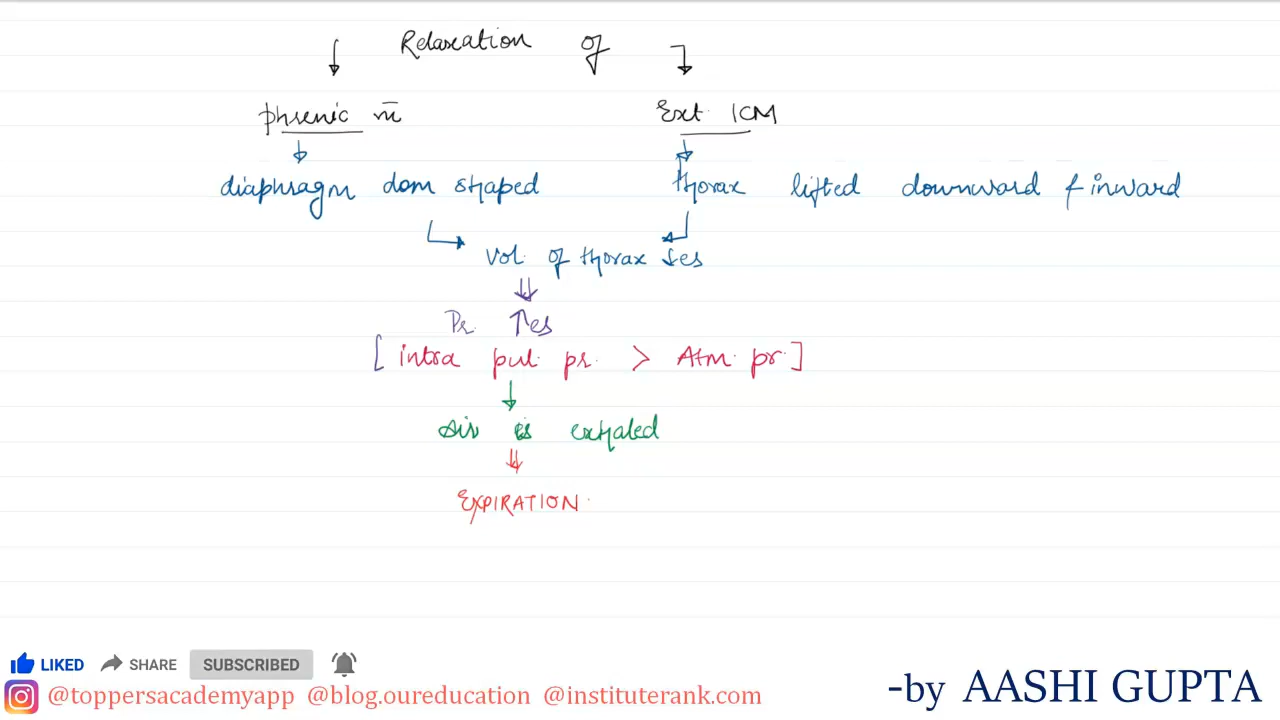 Relaxation of
phrenic m̅ Ext. ICM
diaphragm dom shaped thorax lifted downward & inward
vol. of thorax ↓es
Pr. ↑es
[ intra pul. pr. > Atm. pr. ]
Air is exhaled
EXPIRATION.
LIKED SHARE SUBSCRIBED
@toppersacademyapp @blog.oureducation @instituterank.com
-by AASHI GUPTA